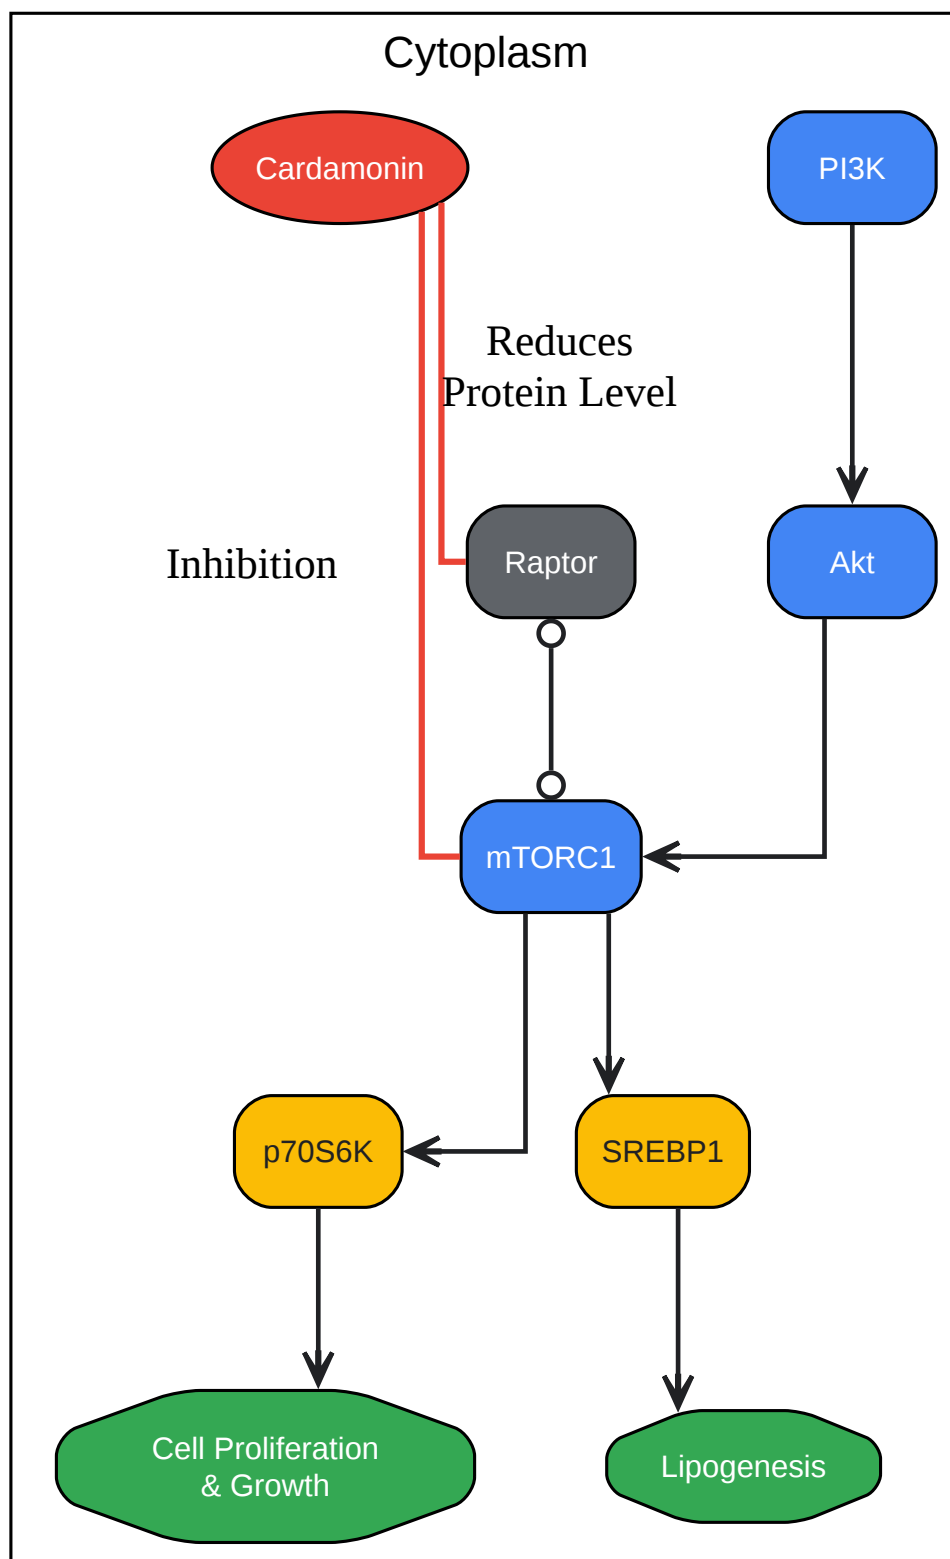 Cytoplasm
Cardamonin
PI3K
Reduces
Protein Level
Inhibition
Raptor
Akt
mTORC1
p70S6K
SREBP1
Cell Proliferation
& Growth
Lipogenesis